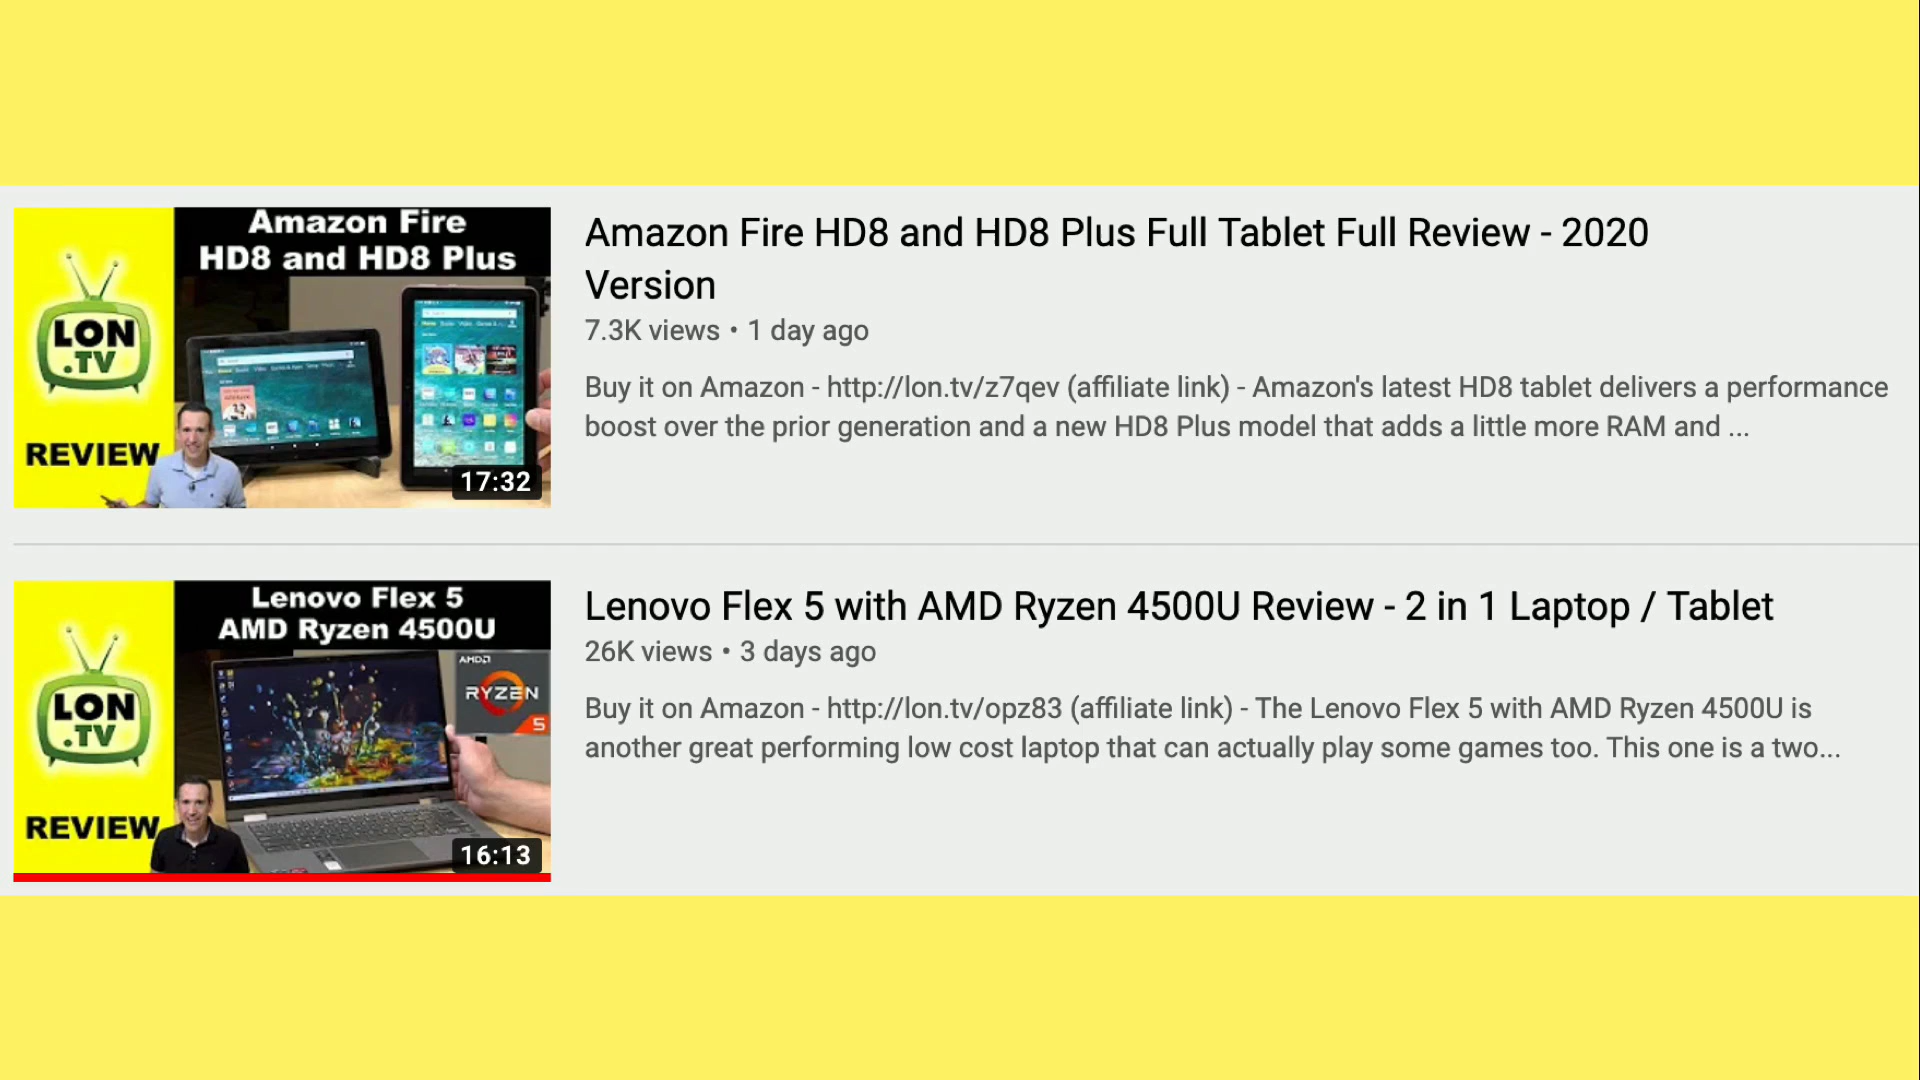 Amazon Fire
HD8 and HD8 Plus
LON
.TV
REVIEW
17:32
Amazon Fire HD8 and HD8 Plus Full Tablet Full Review - 2020
Version
7.3K views • 1 day ago
Buy it on Amazon - http://lon.tv/z7qev (affiliate link) - Amazon's latest HD8 tablet delivers a performance
boost over the prior generation and a new HD8 Plus model that adds a little more RAM and ...
Lenovo Flex 5
AMD Ryzen 4500U
LON
.TV
AMD
RYZEN
5
REVIEW
16:13
Lenovo Flex 5 with AMD Ryzen 4500U Review - 2 in 1 Laptop / Tablet
26K views • 3 days ago
Buy it on Amazon - http://lon.tv/opz83 (affiliate link) - The Lenovo Flex 5 with AMD Ryzen 4500U is
another great performing low cost laptop that can actually play some games too. This one is a two...